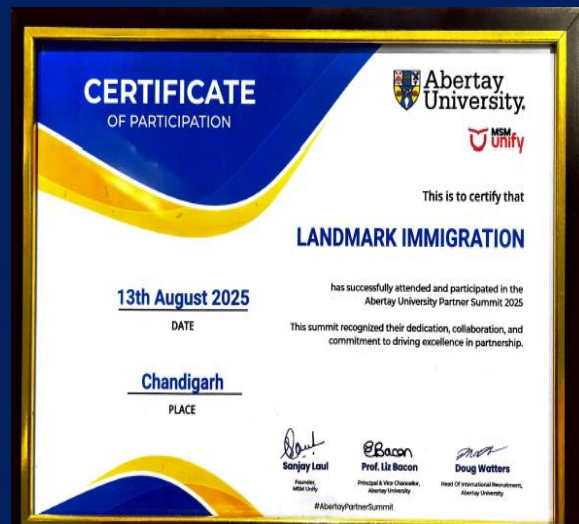 CERTIFICATE
OF PARTICIPATION
Abertay
University.
MSM
Unify
This is to certify that
LANDMARK IMMIGRATION
has successfully attended and participated in the
Abertay University Partner Summit 2025
This summit recognized their dedication, collaboration, and
commitment to driving excellence in partnership.
13th August 2025
DATE
Chandigarh
PLACE
Sanjay Laul
Founder,
MSM Unify
EBacon
Prof. Liz Bacon
Principal & Vice Chancellor,
Abertay University
Doug Watters
Head Of International Recruitment,
Abertay University
#AbertayPartnerSummit